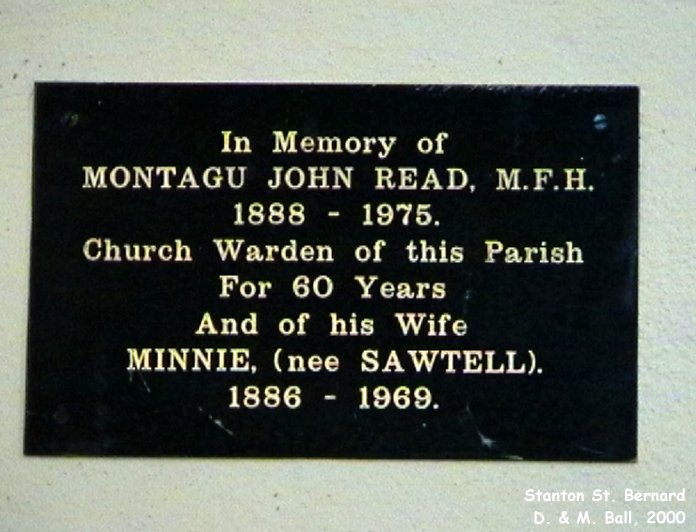 In Memory of
MONTAGU JOHN READ, M.F.H.
1888 - 1975.
Church Warden of this Parish
For 60 Years
And of his Wife
MINNIE, (nee SAWTELL).
1886 - 1969.
Stanton St. Bernard
D. & M. Ball, 2000